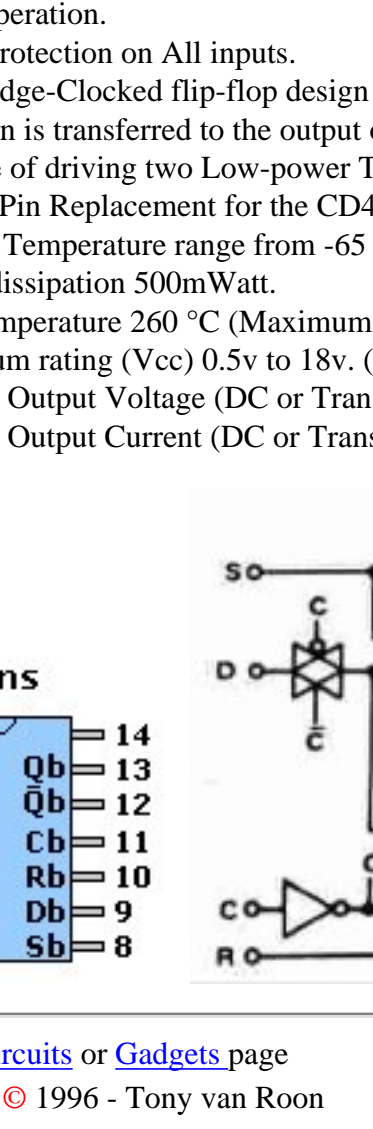 peration.
rotection on All inputs.
dge-Clocked flip-flop design
n is transferred to the output o
e of driving two Low-power T
Pin Replacement for the CD4
Temperature range from -65
dissipation 500mWatt.
mperature 260 °C (Maximum
um rating (Vcc) 0.5v to 18v. (
Output Voltage (DC or Tran
Output Current (DC or Trans
S
C
D
C̅
ns
14
Qb 13
Q̅b 12
Cb 11
Rb 10
Db 9
Sb 8
C
C
R
rcuits or Gadgets page
© 1996 - Tony van Roon